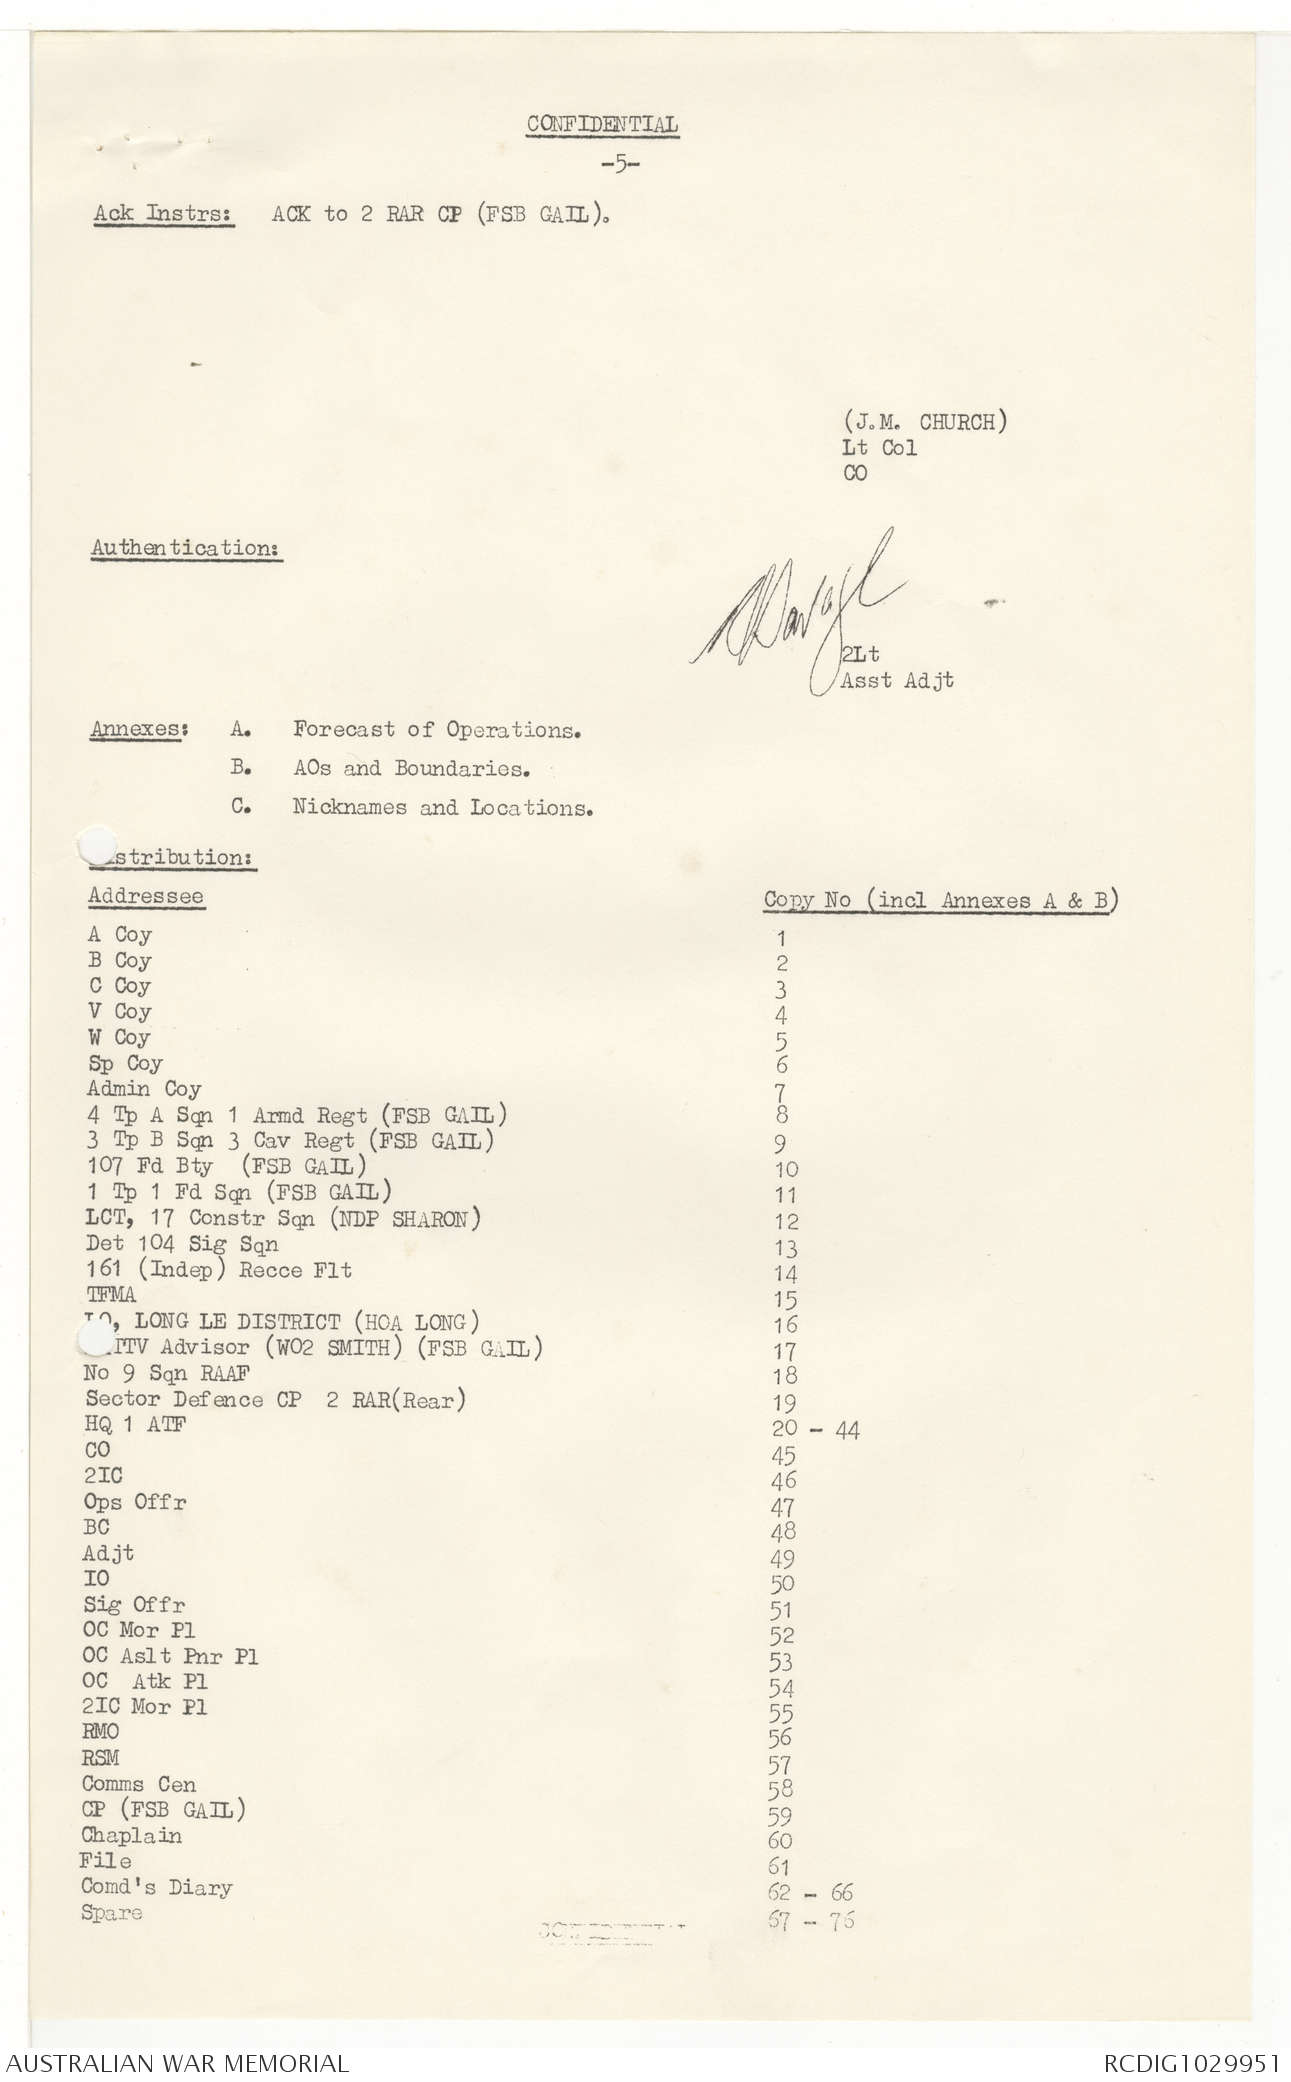 CONFIDENTIAL
-5-
Ack Instrs: ACK to 2 RAR CP (FSB GAIL).
(J.M. CHURCH)
Lt Col
CO
Authentication:
2Lt
Asst Adjt
Annexes: A. Forecast of Operations.
B. AOs and Boundaries.
C. Nicknames and Locations.
istribution:
Addressee Copy No (incl Annexes A & B)
A Coy 1
B Coy 2
C Coy 3
V Coy 4
W Coy 5
Sp Coy 6
Admin Coy 7
4 Tp A Sqn 1 Armd Regt (FSB GAIL) 8
3 Tp B Sqn 3 Cav Regt (FSB GAIL) 9
107 Fd Bty (FSB GAIL) 10
1 Tp 1 Fd Sqn (FSB GAIL) 11
LCT, 17 Constr Sqn (NDP SHARON) 12
Det 104 Sig Sqn 13
161 (Indep) Recce Flt 14
TFMA 15
LO, LONG LE DISTRICT (HOA LONG) 16
TTV Advisor (WO2 SMITH) (FSB GAIL) 17
No 9 Sqn RAAF 18
Sector Defence CP 2 RAR(Rear) 19
HQ 1 ATF 20 - 44
CO 45
2IC 46
Ops Offr 47
BC 48
Adjt 49
IO 50
Sig Offr 51
OC Mor Pl 52
OC Aslt Pnr Pl 53
OC Atk Pl 54
2IC Mor Pl 55
RMO 56
RSM 57
Comms Cen 58
CP (FSB GAIL) 59
Chaplain 60
File 61
Comd's Diary 62 - 66
Spare 67 - 76
AUSTRALIAN WAR MEMORIAL RCDIG1029951